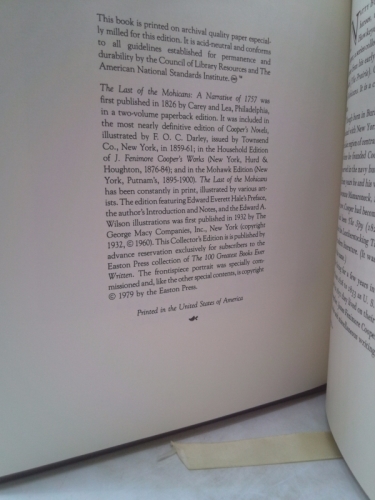 This book is printed on archival quality paper especial-
ly milled for this edition. It is acid-neutral and conforms
to all guidelines established for permanence and
durability by the Council of Library Resources and The
American National Standards Institute. ∞™
The Last of the Mohicans: A Narrative of 1757 was
first published in 1826 by Carey and Lea, Philadelphia,
in a two-volume paperback edition. It was included in
the most nearly definitive edition of Cooper's Novels,
illustrated by F. O. C. Darley, issued by Townsend
Co., New York, in 1859-61; in the Household Edition
of J. Fenimore Cooper's Works (New York, Hurd &
Houghton, 1876-84); and in the Mohawk Edition (New
York, Putnam's, 1895-1900). The Last of the Mohicans
has been constantly in print, illustrated by various art-
ists. The edition featuring Edward Everett Hale's Preface,
the author's Introduction and Notes, and the Edward A.
Wilson illustrations was first published in 1932 by The
George Macy Companies, Inc., New York (copyright
1932, © 1960). This Collector's Edition is published by
advance reservation exclusively for subscribers to the
Easton Press collection of The 100 Greatest Books Ever
Written. The frontispiece portrait was specially com-
missioned and, like the other special contents, is copyright
© 1979 by the Easton Press.
Printed in the United States of America